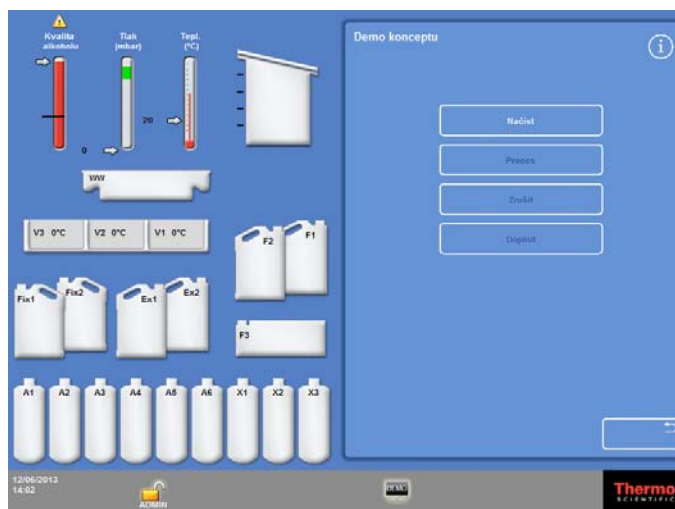 Kvalita
alkoholu
Tlak
(mbar)
Tepl.
(°C)
20
0
WW
V3 0°C
V2 0°C
V1 0°C
F2
F1
Fix1
Fix2
Ex1
Ex2
F3
A1
A2
A3
A4
A5
A6
X1
X2
X3
Demo konceptu
i
Načíst
Proces
Zrušit
Doplnit
12/06/2013
14:02
ADMIN
DEMO
Thermo
SCIENTIFIC